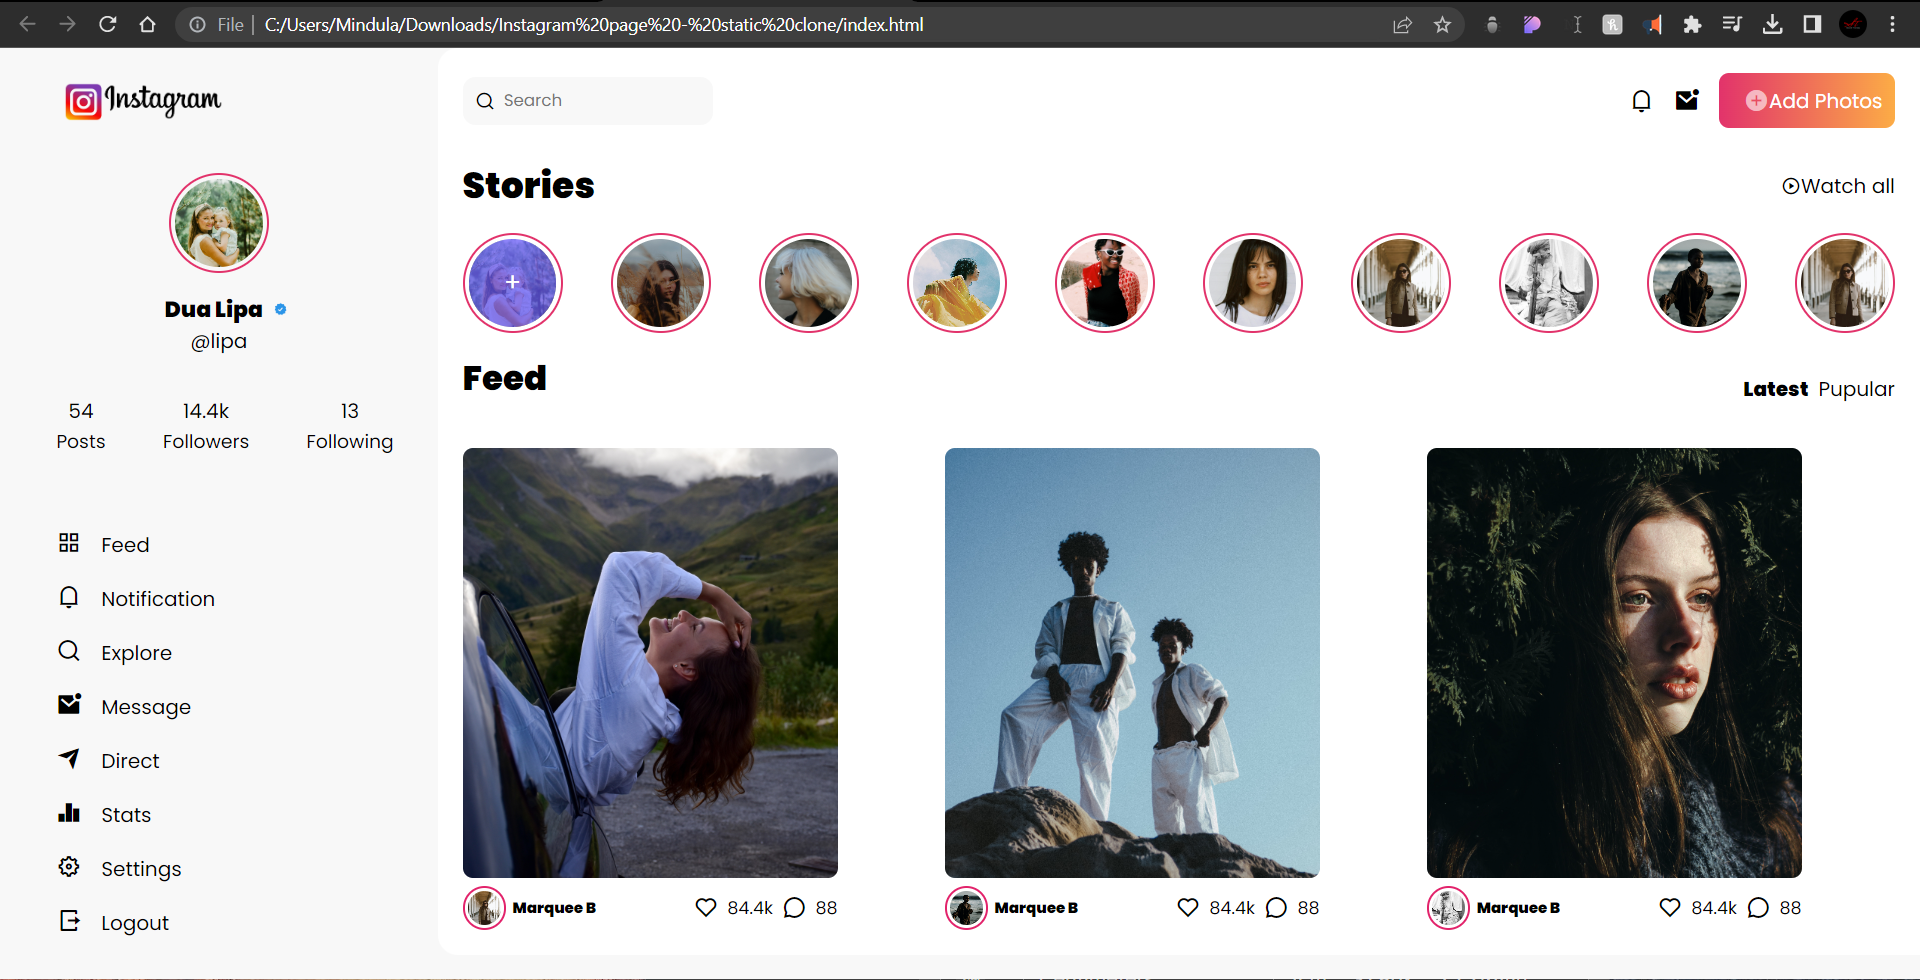 File | C:/Users/Mindula/Downloads/Instagram%20page%20-%20static%20clone/index.html
Instagram
Dua Lipa
@lipa
54 14.4k 13
Posts Followers Following
Feed
Notification
Explore
Message
Direct
Stats
Settings
Logout
Search
Add Photos
Stories
Watch all
Feed
Latest Pupular
Marquee B 84.4k 88
Marquee B 84.4k 88
Marquee B 84.4k 88